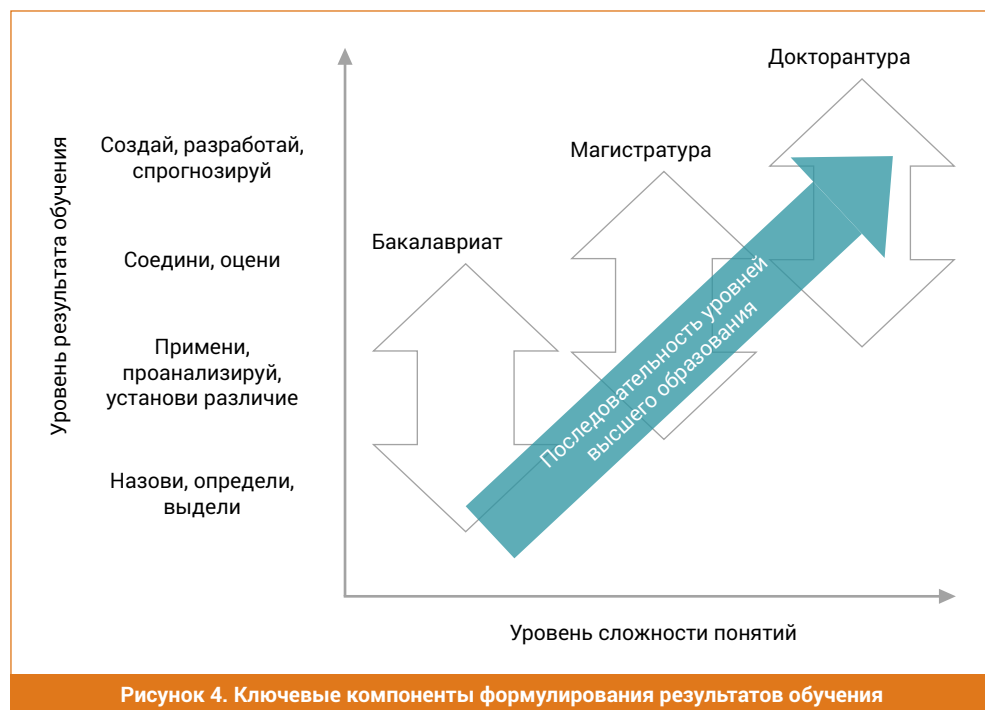 Докторантура
Магистратура
Бакалавриат
Уровень результата обучения
Создай, разработай,
спрогнозируй
Соедини, оцени
Примени,
проанализируй,
установи различие
Назови, определи,
выдели
Последовательность уровней
высшего образования
Уровень сложности понятий
Рисунок 4. Ключевые компоненты формулирования результатов обучения